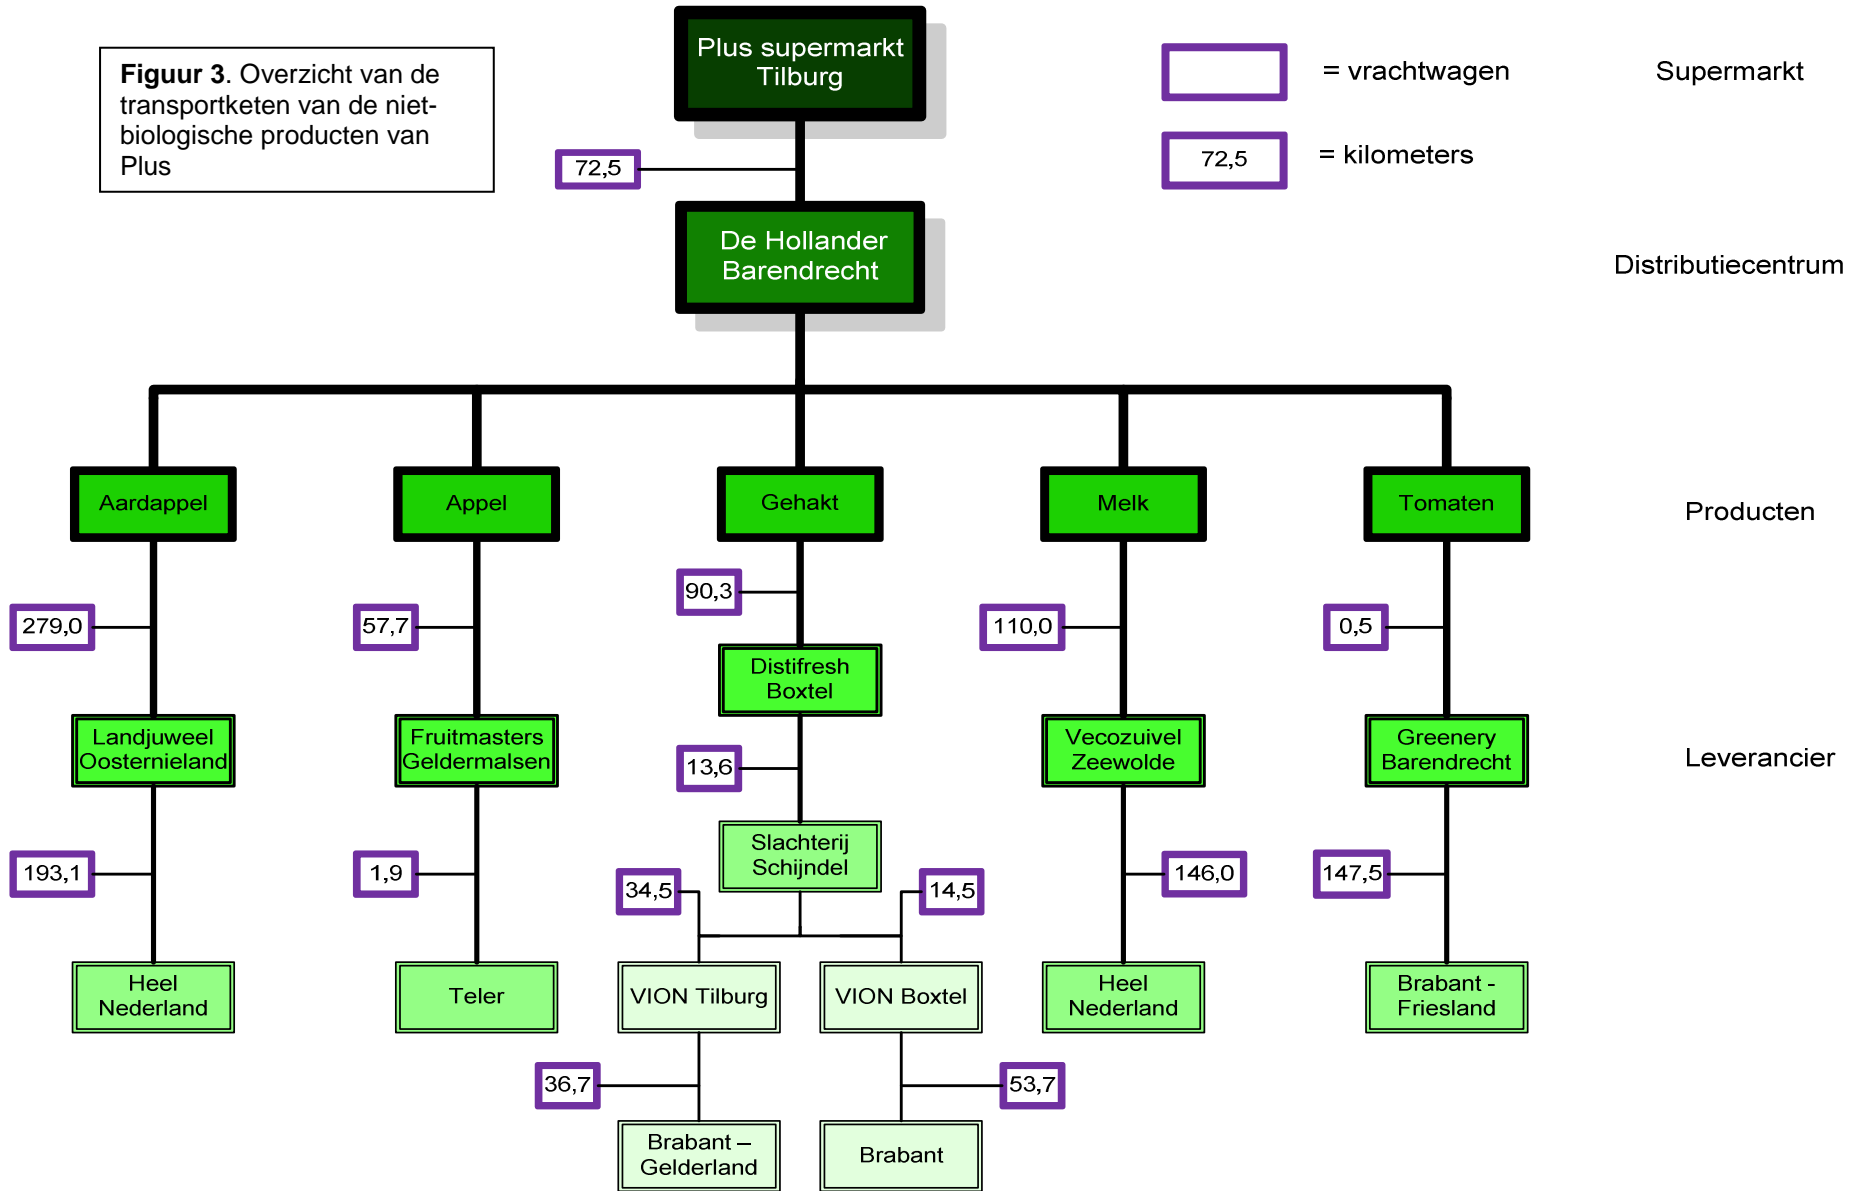 Plus supermarkt
Tilburg
Figuur 3. Overzicht van de
transportketen van de niet-
biologische producten van
Plus
= vrachtwagen
Supermarkt
72,5
72,5
= kilometers
De Hollander
Barendrecht
Distributiecentrum
Aardappel
Appel
Gehakt
Melk
Tomaten
Producten
279,0
57,7
90,3
110,0
0,5
Distifresh
Boxtel
Landjuweel
Oosternieland
Fruitmasters
Geldermalsen
13,6
Vecozuivel
Zeewolde
Greenery
Barendrecht
Leverancier
193,1
1,9
Slachterij
Schijndel
34,5
14,5
146,0
147,5
Heel
Nederland
Teler
VION Tilburg
VION Boxtel
Heel
Nederland
Brabant -
Friesland
36,7
53,7
Brabant –
Gelderland
Brabant